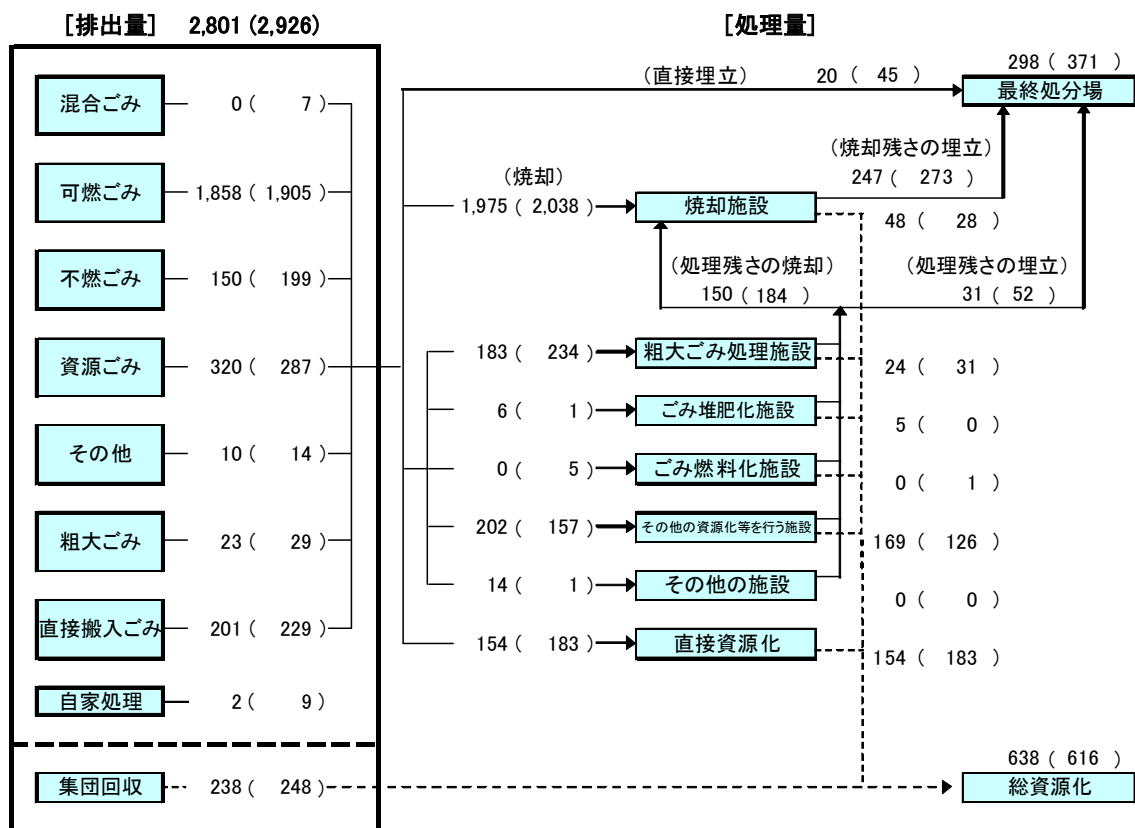 ［排出量］ 2,801 (2,926)
［処理量］
混合ごみ 0 ( 7 )
可燃ごみ 1,858 ( 1,905 )
不燃ごみ 150 ( 199 )
資源ごみ 320 ( 287 )
その他 10 ( 14 )
粗大ごみ 23 ( 29 )
直接搬入ごみ 201 ( 229 )
自家処理 2 ( 9 )
集団回収 238 ( 248 )
（直接埋立） 20 ( 45 )
298 ( 371 )
最終処分場
（焼却残さの埋立）
247 ( 273 )
（焼却）
1,975 ( 2,038 ) 焼却施設
48 ( 28 )
（処理残さの焼却）
150 ( 184 )
（処理残さの埋立）
31 ( 52 )
183 ( 234 ) 粗大ごみ処理施設
24 ( 31 )
6 ( 1 ) ごみ堆肥化施設
5 ( 0 )
0 ( 5 ) ごみ燃料化施設
0 ( 1 )
202 ( 157 ) その他の資源化等を行う施設
169 ( 126 )
14 ( 1 ) その他の施設
0 ( 0 )
154 ( 183 ) 直接資源化
154 ( 183 )
638 ( 616 )
総資源化